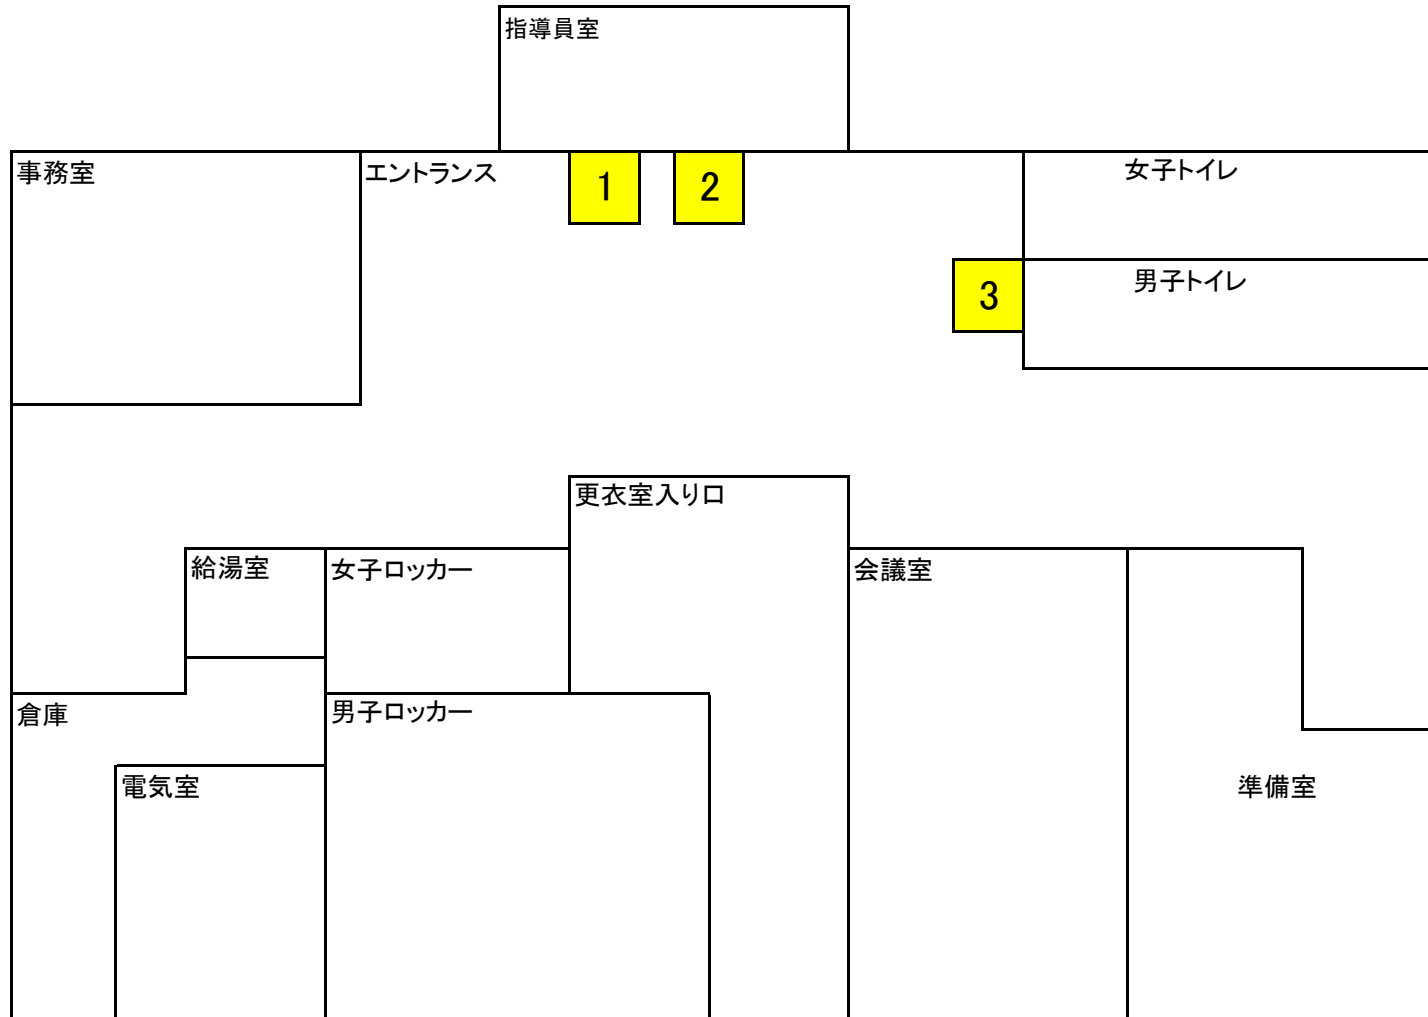 指導員室
事務室
エントランス
1
2
女子トイレ
3
男子トイレ
更衣室入り口
給湯室
女子ロッカー
会議室
倉庫
男子ロッカー
電気室
準備室